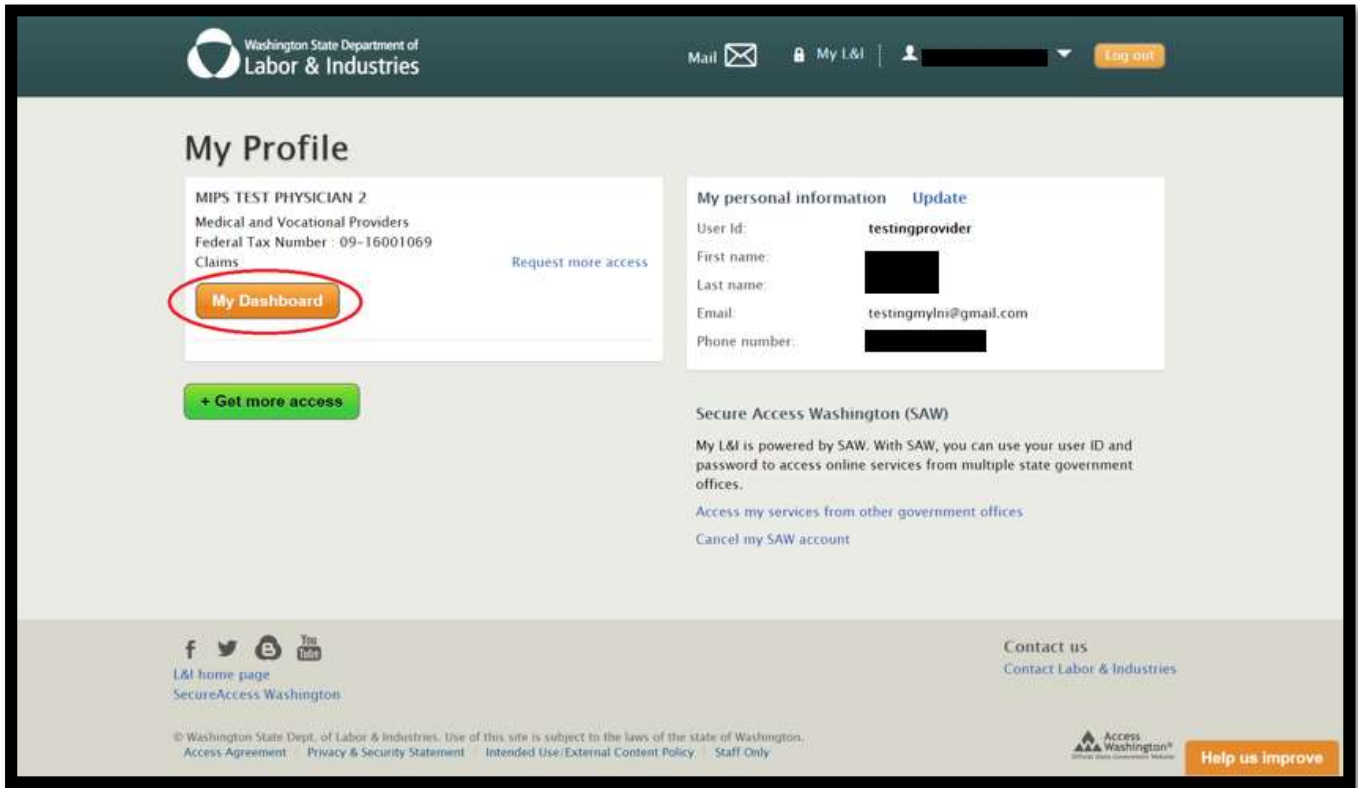 Washington State Department of
Labor & Industries
Mail
My L&I
Log out
My Profile
MIPS TEST PHYSICIAN 2
Medical and Vocational Providers
Federal Tax Number : 09-16001069
Claims
Request more access
My Dashboard
+ Get more access
My personal information Update
User Id: testingprovider
First name:
Last name:
Email: testingmylni@gmail.com
Phone number:
Secure Access Washington (SAW)
My L&I is powered by SAW. With SAW, you can use your user ID and
password to access online services from multiple state government
offices.
Access my services from other government offices
Cancel my SAW account
f
You
Tube
L&I home page
SecureAccess Washington
Contact us
Contact Labor & Industries
© Washington State Dept. of Labor & Industries. Use of this site is subject to the laws of the state of Washington.
Access Agreement Privacy & Security Statement Intended Use/External Content Policy Staff Only
Access
Washington®
Official State Government Website
Help us improve